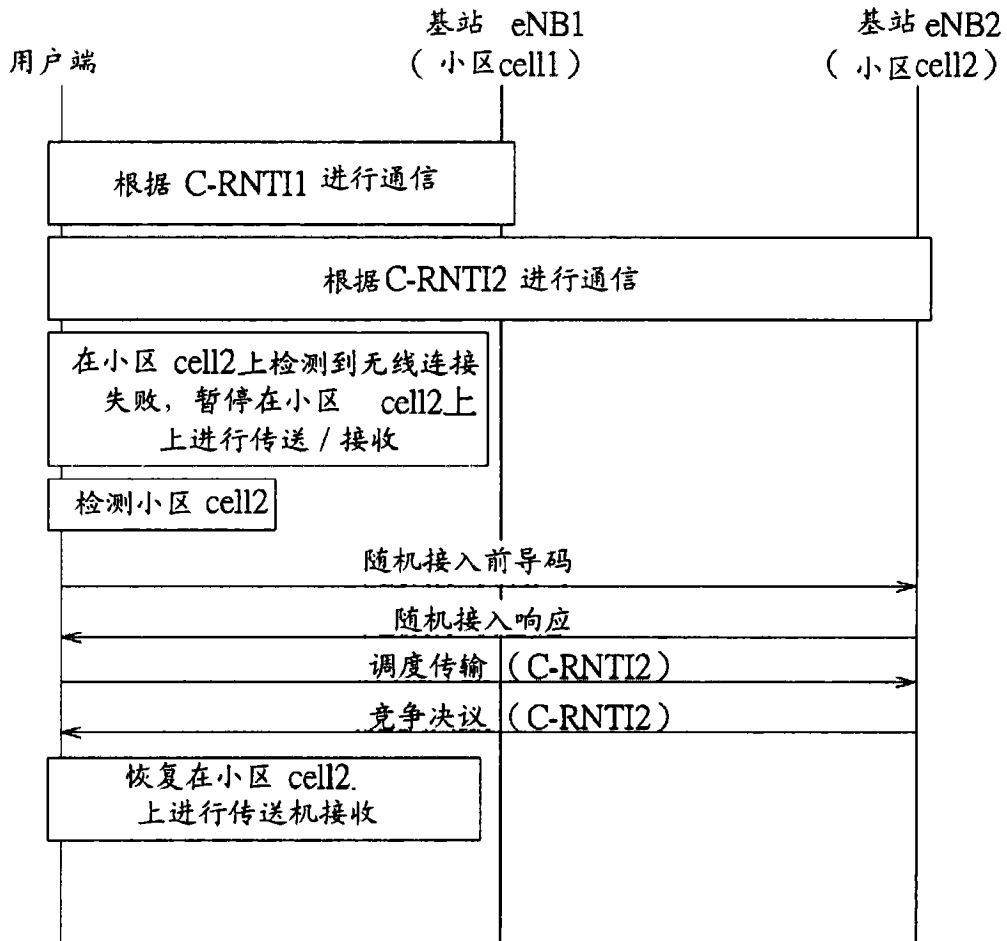 用户端
基站 eNB1
（小区cell1）
基站 eNB2
（小区cell2）
根据 C-RNTI1 进行通信
根据C-RNTI2 进行通信
在小区 cell2上检测到无线连接
失败，暂停在小区 cell2上
上进行传送/接收
检测小区 cell2
随机接入前导码
随机接入响应
调度传输（C-RNTI2）
竞争决议（C-RNTI2）
恢复在小区 cell2.
上进行传送机接收